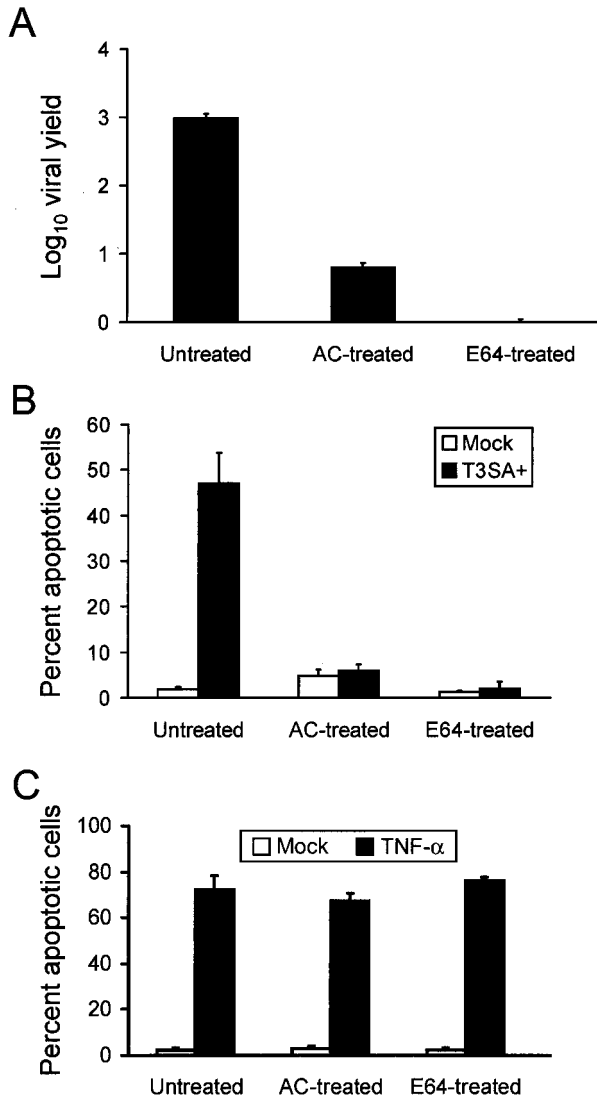 A
4
3
2
1
0
Log10 viral yield
Untreated AC-treated E64-treated
B
60
50
40
30
20
10
0
Percent apoptotic cells
Mock
T3SA+
Untreated AC-treated E64-treated
C
100
80
60
40
20
0
Percent apoptotic cells
Mock TNF-α
Untreated AC-treated E64-treated